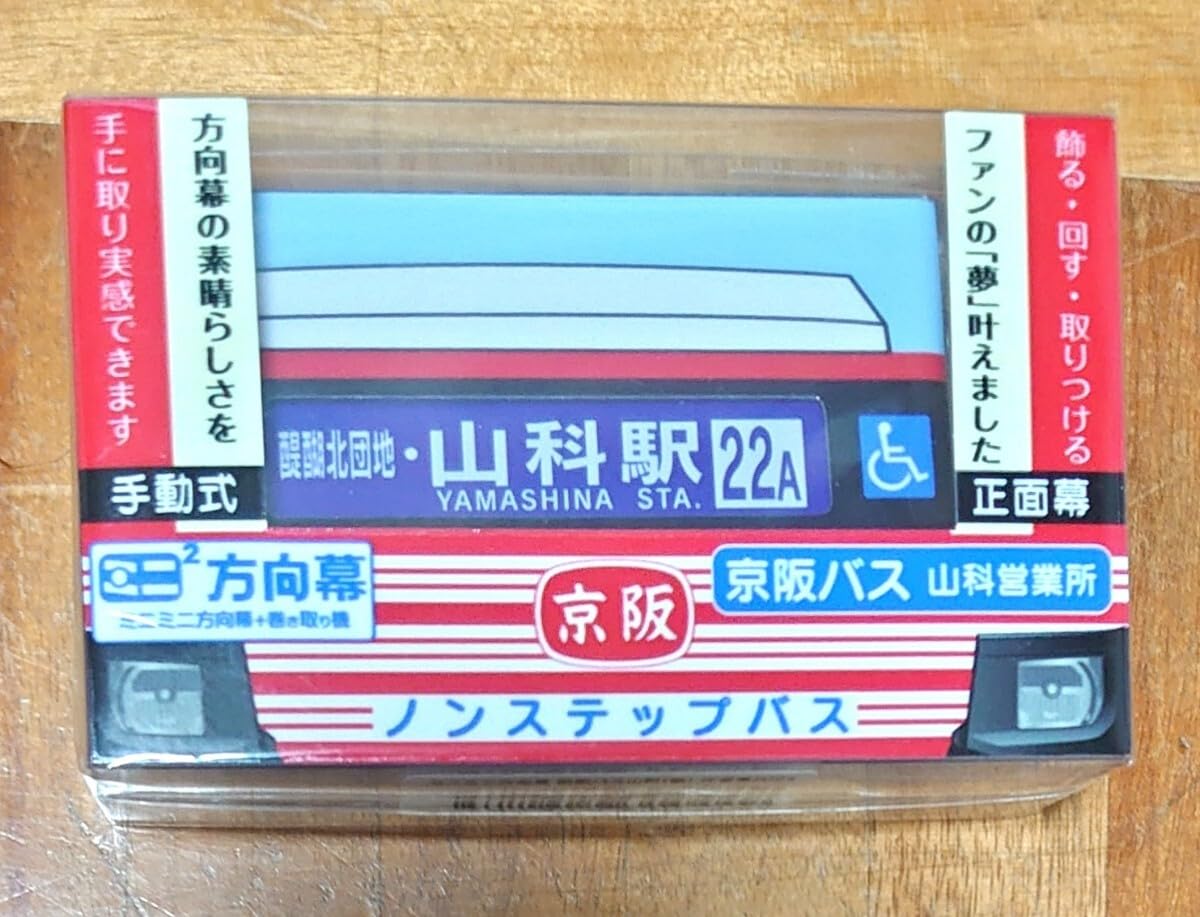 飾る・回す・取りつける
ファンの「夢」叶えました
方向幕の素晴らしさを
手に取り実感できます
醍醐北団地・山科駅 22A
YAMASHINA STA.
手動式
正面幕
ミニ² 方向幕
ミニミニ方向幕+巻き取り機
京阪
京阪バス 山科営業所
ノンステップバス